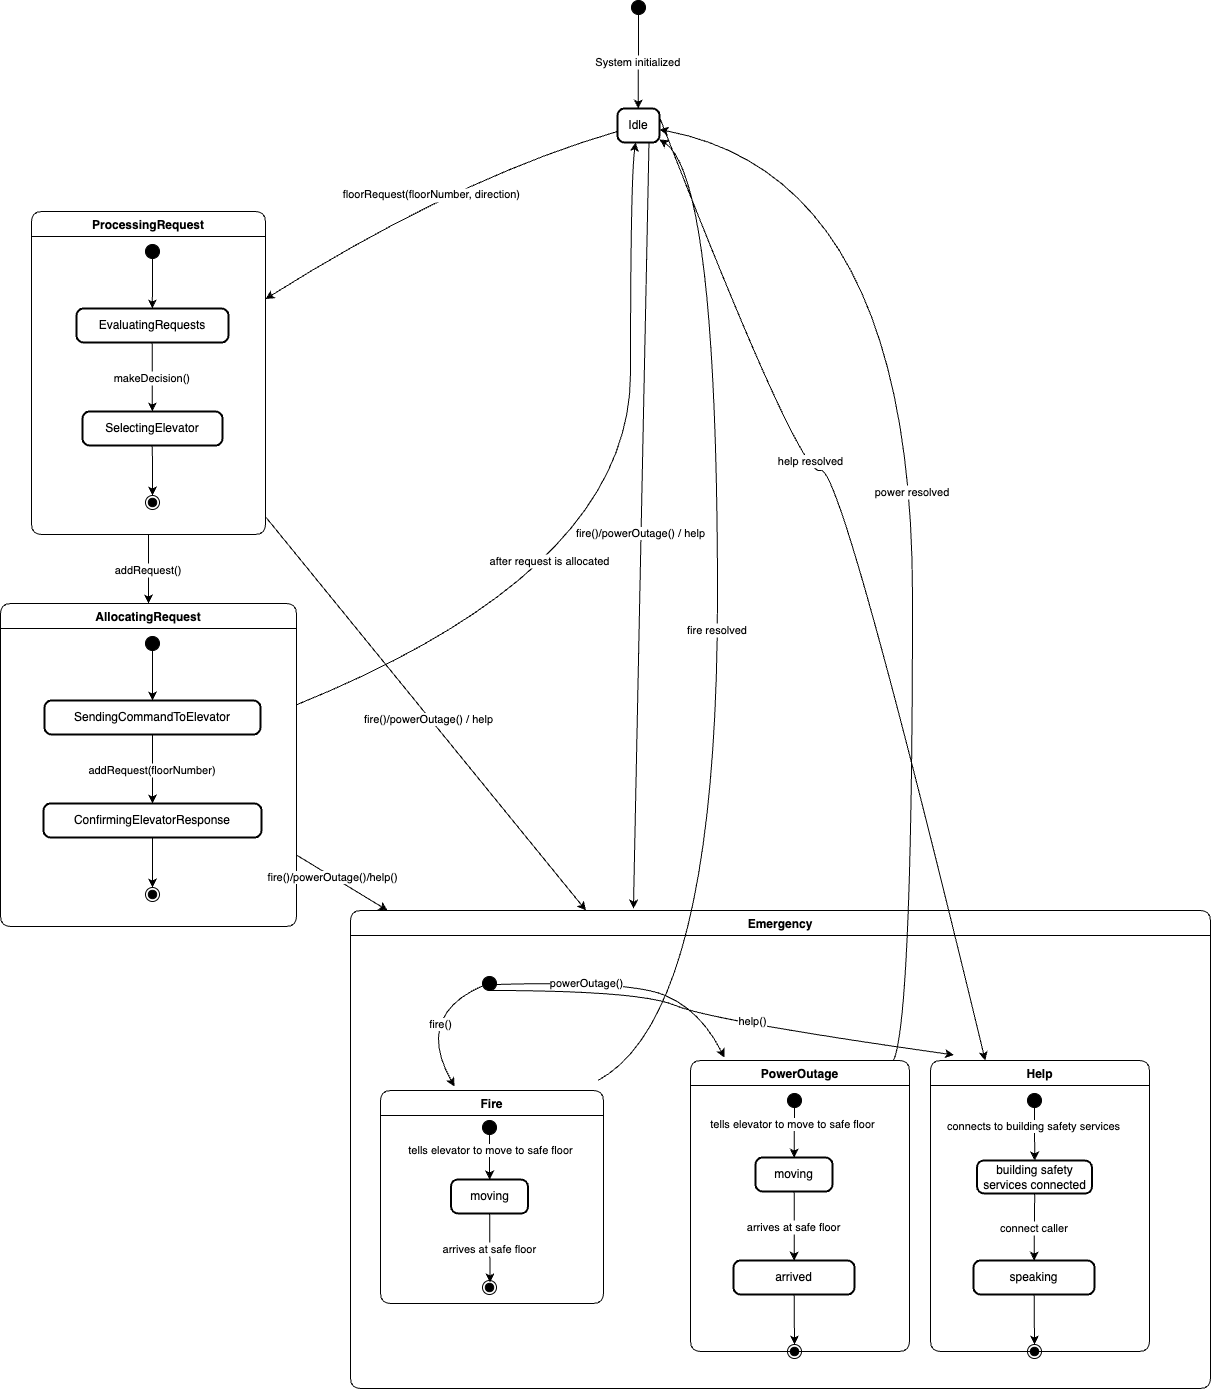 System initialized
Idle
floorRequest(floorNumber, direction)
ProcessingRequest
EvaluatingRequests
makeDecision()
SelectingElevator
help resolved
power resolved
fire()/powerOutage() / help
after request is allocated
addRequest()
AllocatingRequest
fire resolved
SendingCommandToElevator
fire()/powerOutage() / help
addRequest(floorNumber)
ConfirmingElevatorResponse
fire()/powerOutage()/help()
Emergency
powerOutage()
fire()
help()
Fire
tells elevator to move to safe floor
moving
arrives at safe floor
PowerOutage
tells elevator to move to safe floor
moving
arrives at safe floor
arrived
Help
connects to building safety services
building safety
services connected
connect caller
speaking